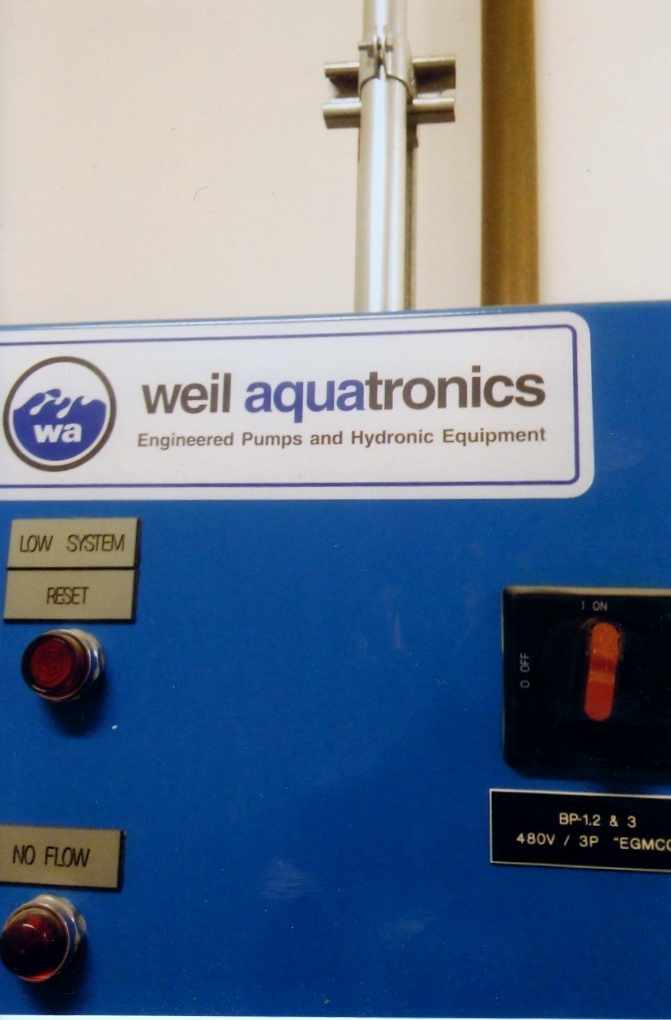 wa
weil aquatronics
Engineered Pumps and Hydronic Equipment
LOW SYSTEM
RESET
I ON
O OFF
NO FLOW
BP-1.2 & 3
480V / 3P "EGMCC